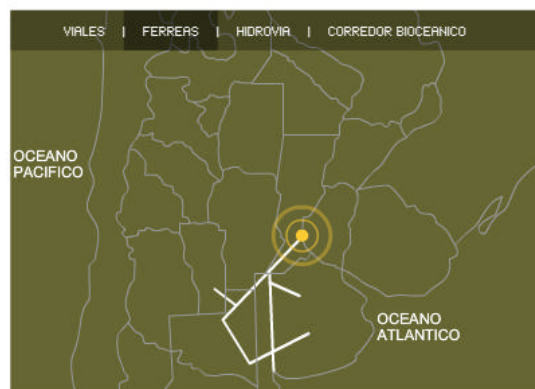 VIALES | FERREAS | HIDROVIA | CORREDOR BIOCEANICO
OCEANO
PACIFICO
OCEANO
ATLANTICO